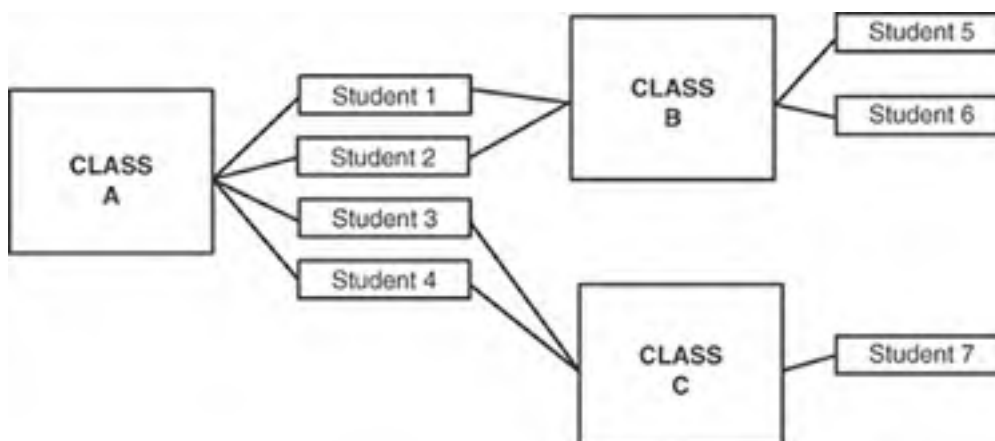 CLASS
A
Student 1
Student 2
Student 3
Student 4
CLASS
B
Student 5
Student 6
CLASS
C
Student 7